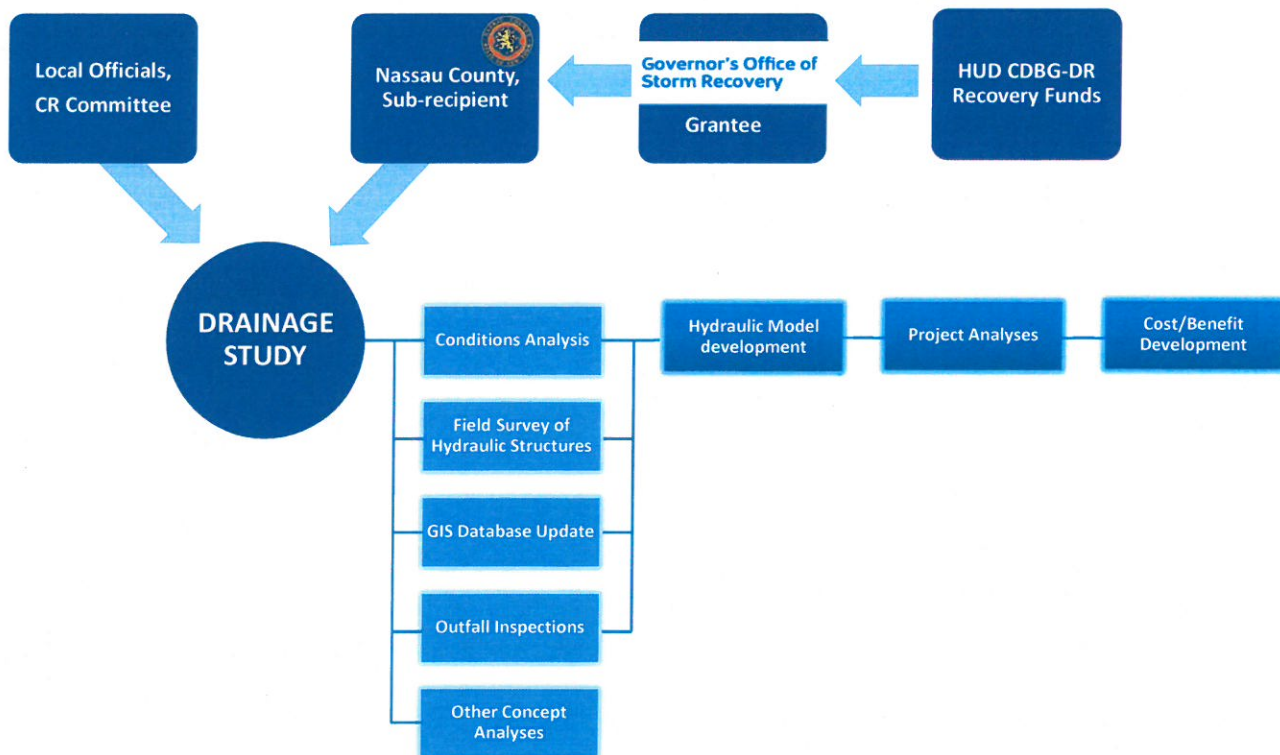 Local Officials,
CR Committee
Nassau County,
Sub-recipient
Governor's Office of
Storm Recovery
Grantee
HUD CDBG-DR
Recovery Funds
DRAINAGE
STUDY
Conditions Analysis
Field Survey of
Hydraulic Structures
GIS Database Update
Outfall Inspections
Other Concept
Analyses
Hydraulic Model
development
Project Analyses
Cost/Benefit
Development